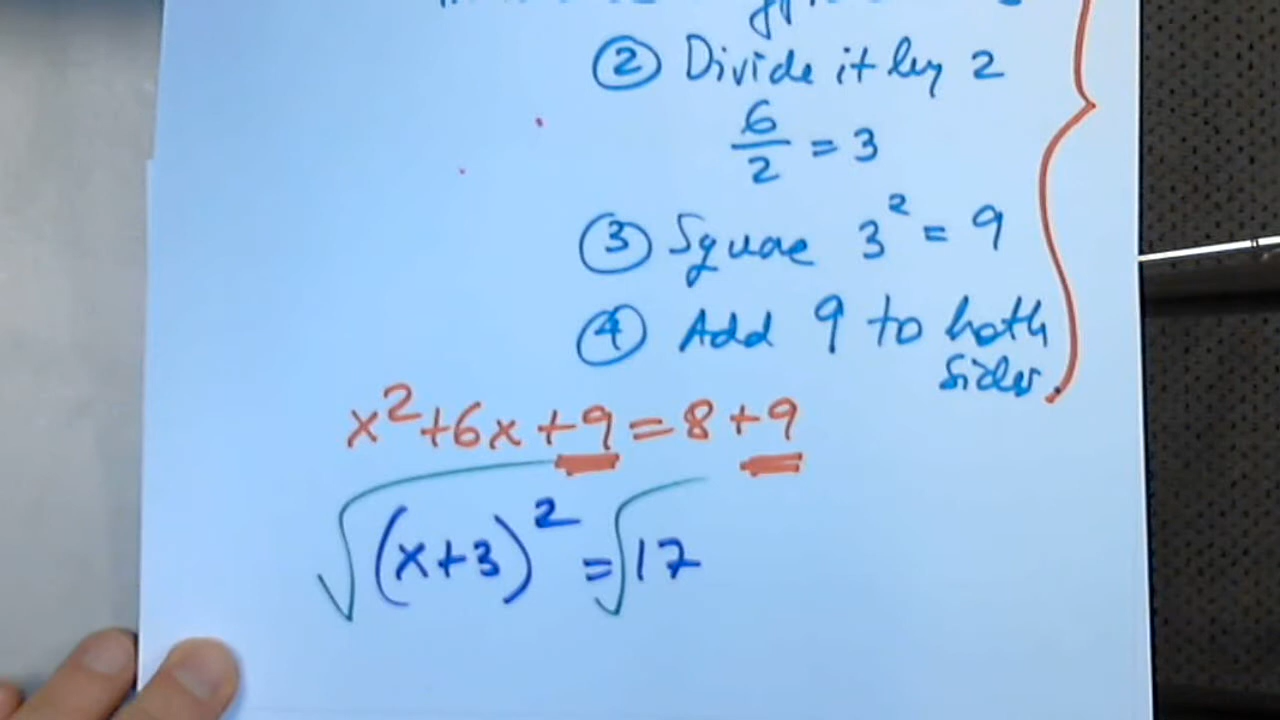 ② Divide it by 2
6/2 = 3
③ Square 3² = 9
④ Add 9 to both
sides.
x²+6x+9=8+9
√(x+3)² = √17